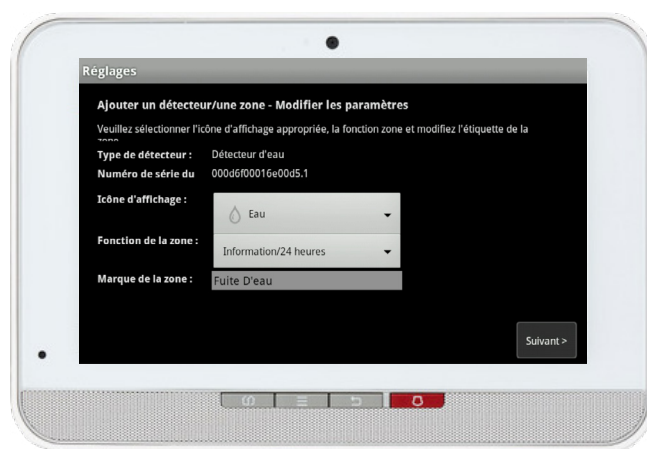 Réglages
Ajouter un détecteur/une zone - Modifier les paramètres
Veuillez sélectionner l'icône d'affichage appropriée, la fonction zone et modifiez l'étiquette de la
zone
Type de détecteur : Détecteur d'eau
Numéro de série du 000d6f00016e00d5.1
Icône d'affichage : Eau
Fonction de la zone : Information/24 heures
Marque de la zone : Fuite D'eau
Suivant >